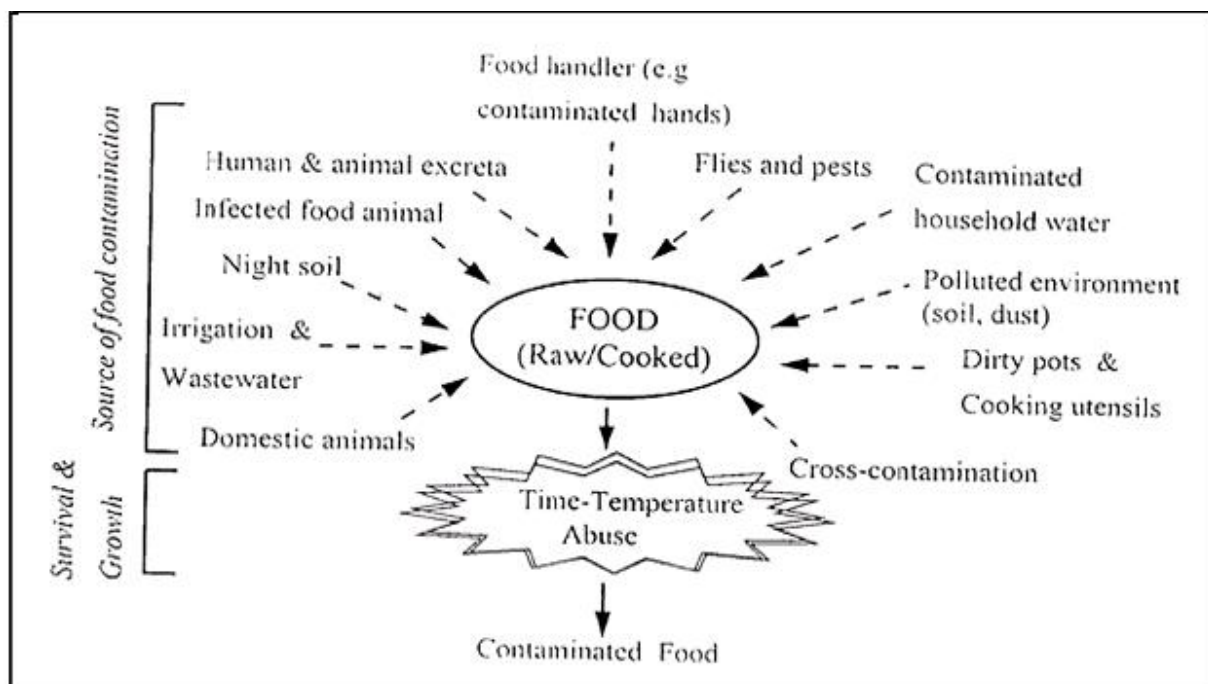 Source of food contamination
Food handler (e.g
contaminated hands)
Human & animal excreta
Flies and pests
Contaminated
household water
Infected food animal
Night soil
Polluted environment
(soil, dust)
FOOD
(Raw/Cooked)
Irrigation &
Wastewater
Dirty pots &
Cooking utensils
Domestic animals
Cross-contamination
Survival &
Growth
Time-Temperature
Abuse
Contaminated Food